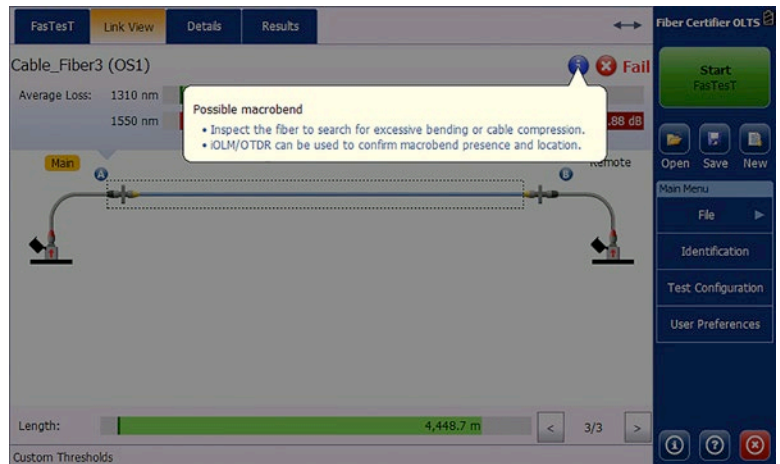 FasTesT Link View Details Results
Fiber Certifier OLTS
Cable_Fiber3 (OS1)
i Fail
Start
FasTesT
Average Loss: 1310 nm
1550 nm .88 dB
Possible macrobend
• Inspect the fiber to search for excessive bending or cable compression.
• iOLM/OTDR can be used to confirm macrobend presence and location.
Open Save New
Main Remote
A B
Main Menu
File
Identification
Test Configuration
User Preferences
Length: 4,448.7 m < 3/3 >
Custom Thresholds